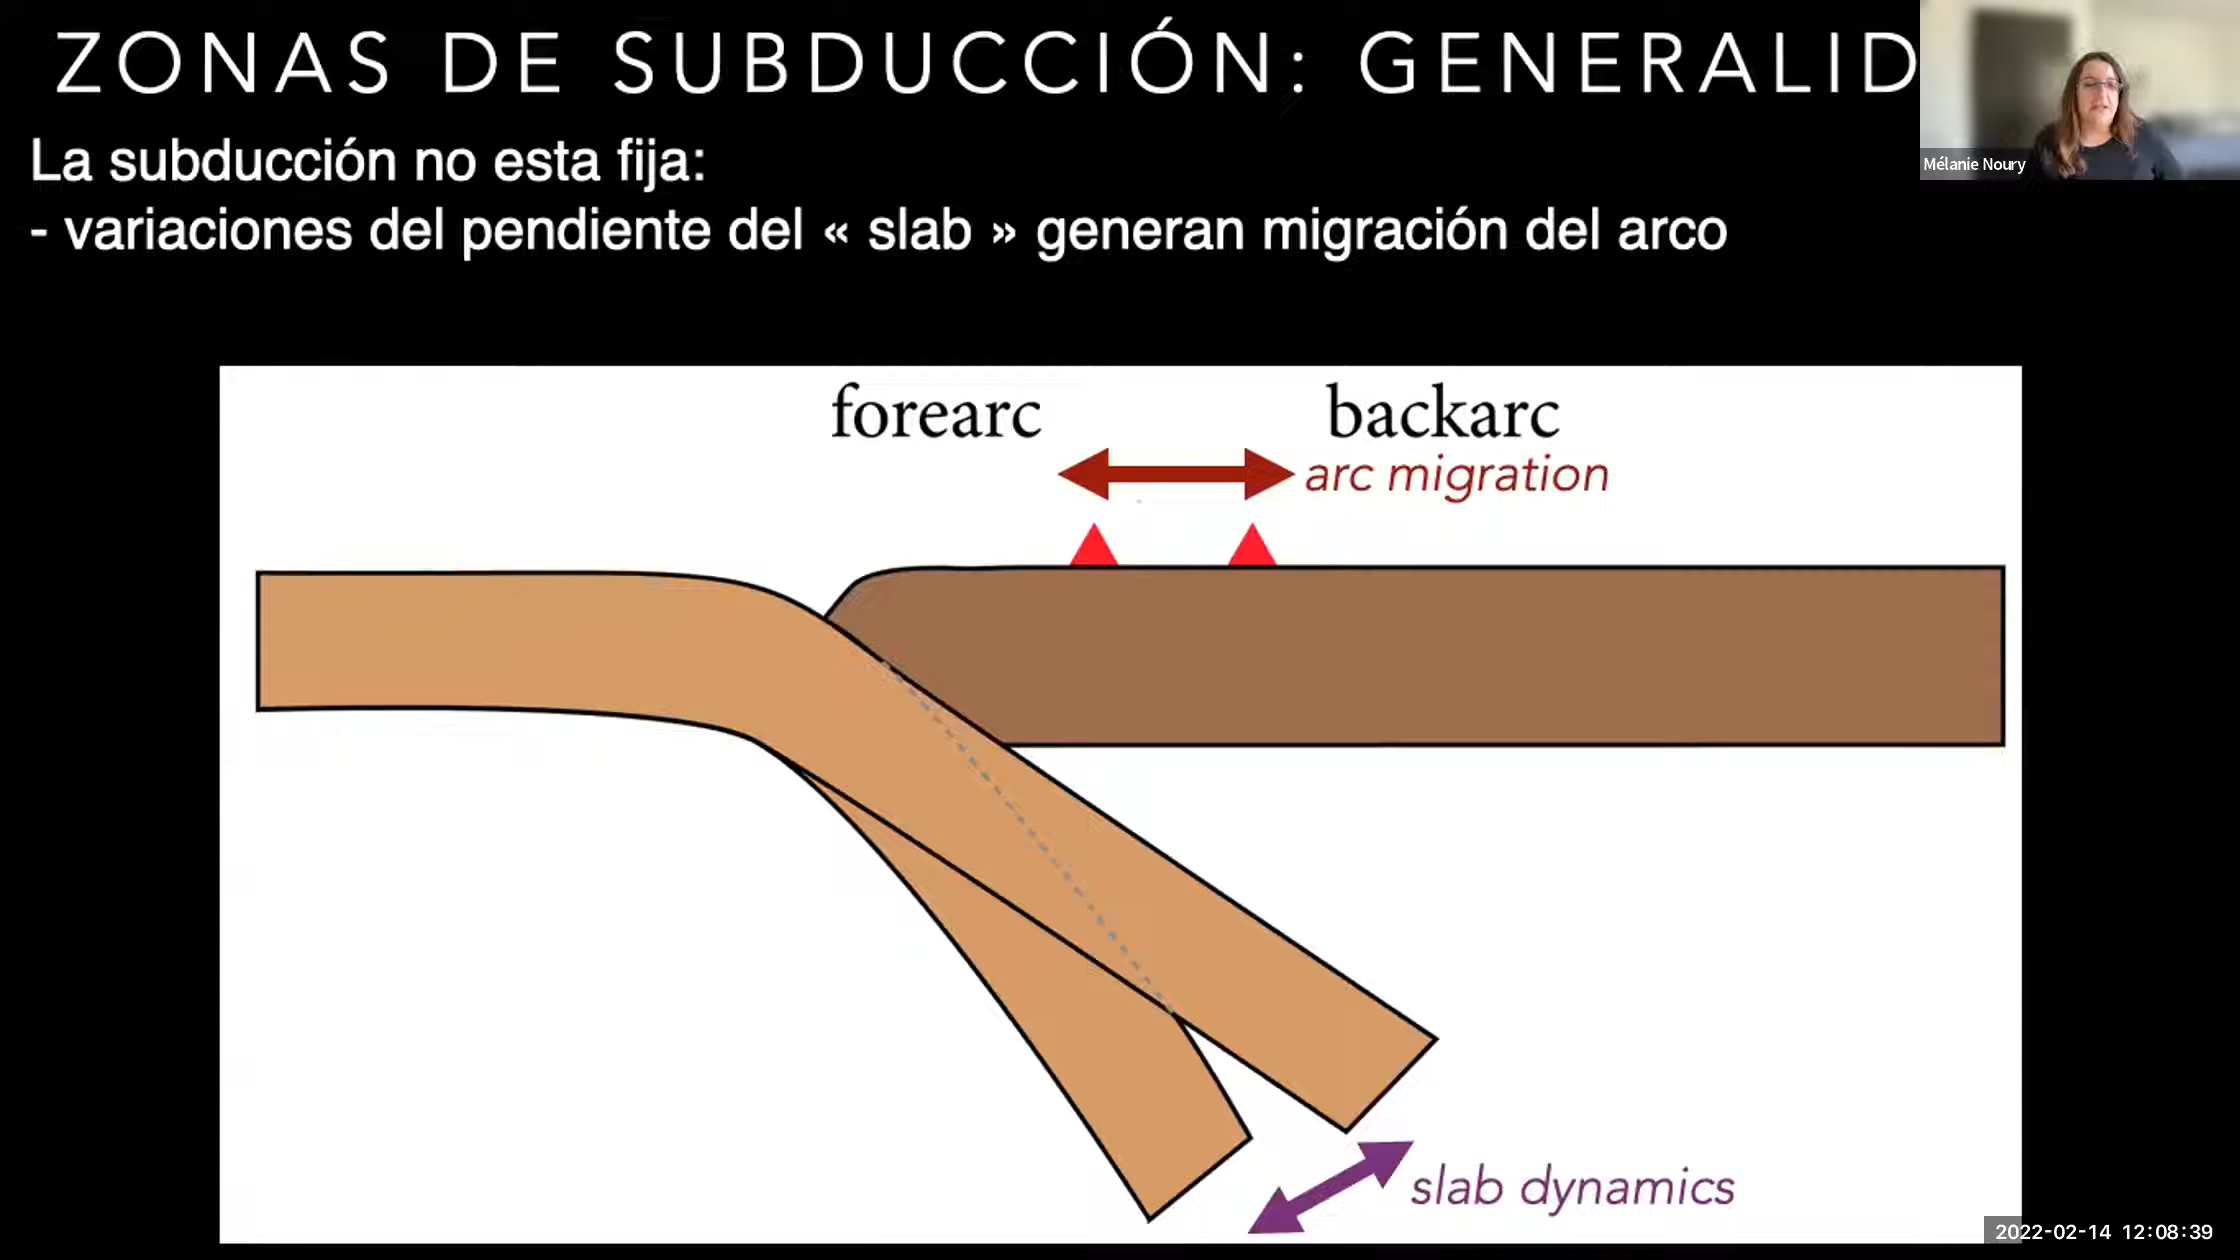 ZONAS DE SUBDUCCIÓN: GENERALID
Mélanie Noury
La subducción no esta fija:
- variaciones del pendiente del « slab » generan migración del arco
forearc
backarc
arc migration
slab dynamics
2022-02-14 12:08:39